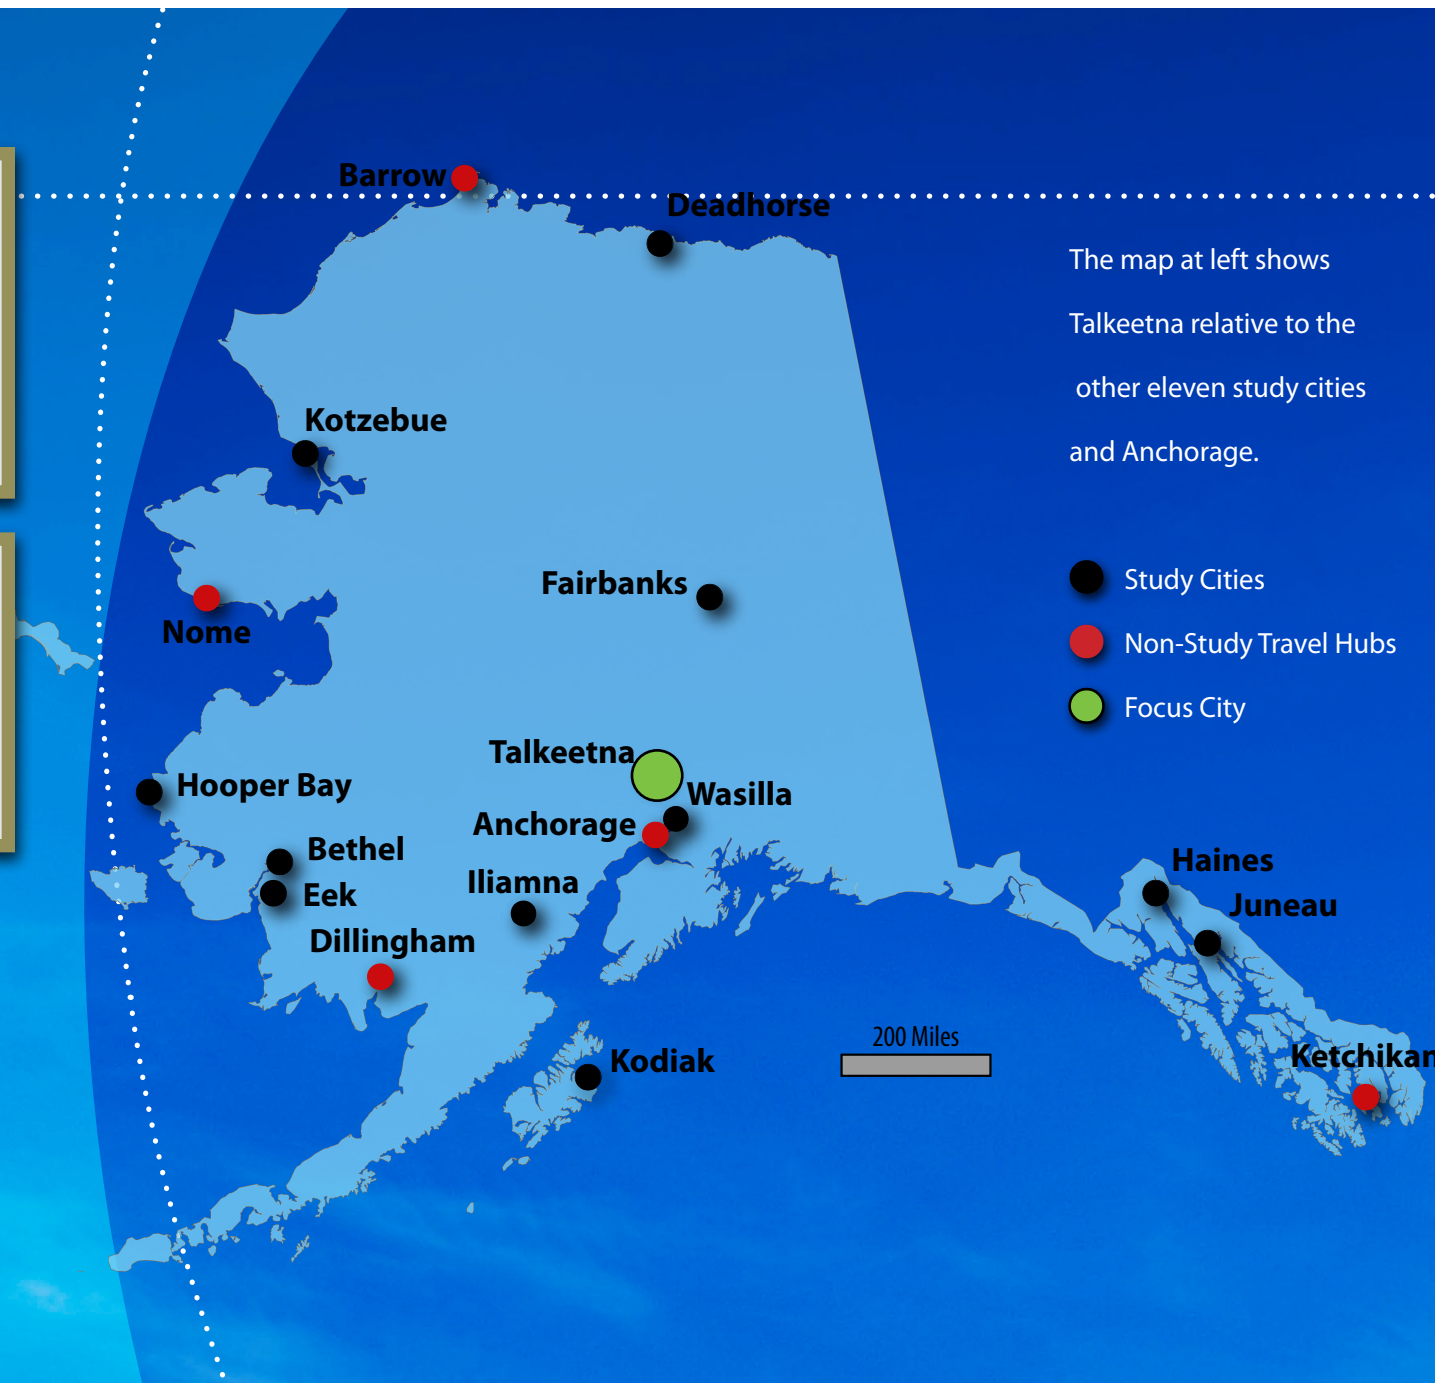 Barrow
Deadhorse
The map at left shows
Talkeetna relative to the
other eleven study cities
and Anchorage.
Kotzebue
Study Cities
Fairbanks
Nome
Non-Study Travel Hubs
Focus City
Talkeetna
Hooper Bay
Wasilla
Anchorage
Bethel
Haines
Iliamna
Eek
Juneau
Dillingham
200 Miles
Kodiak
Ketchikan